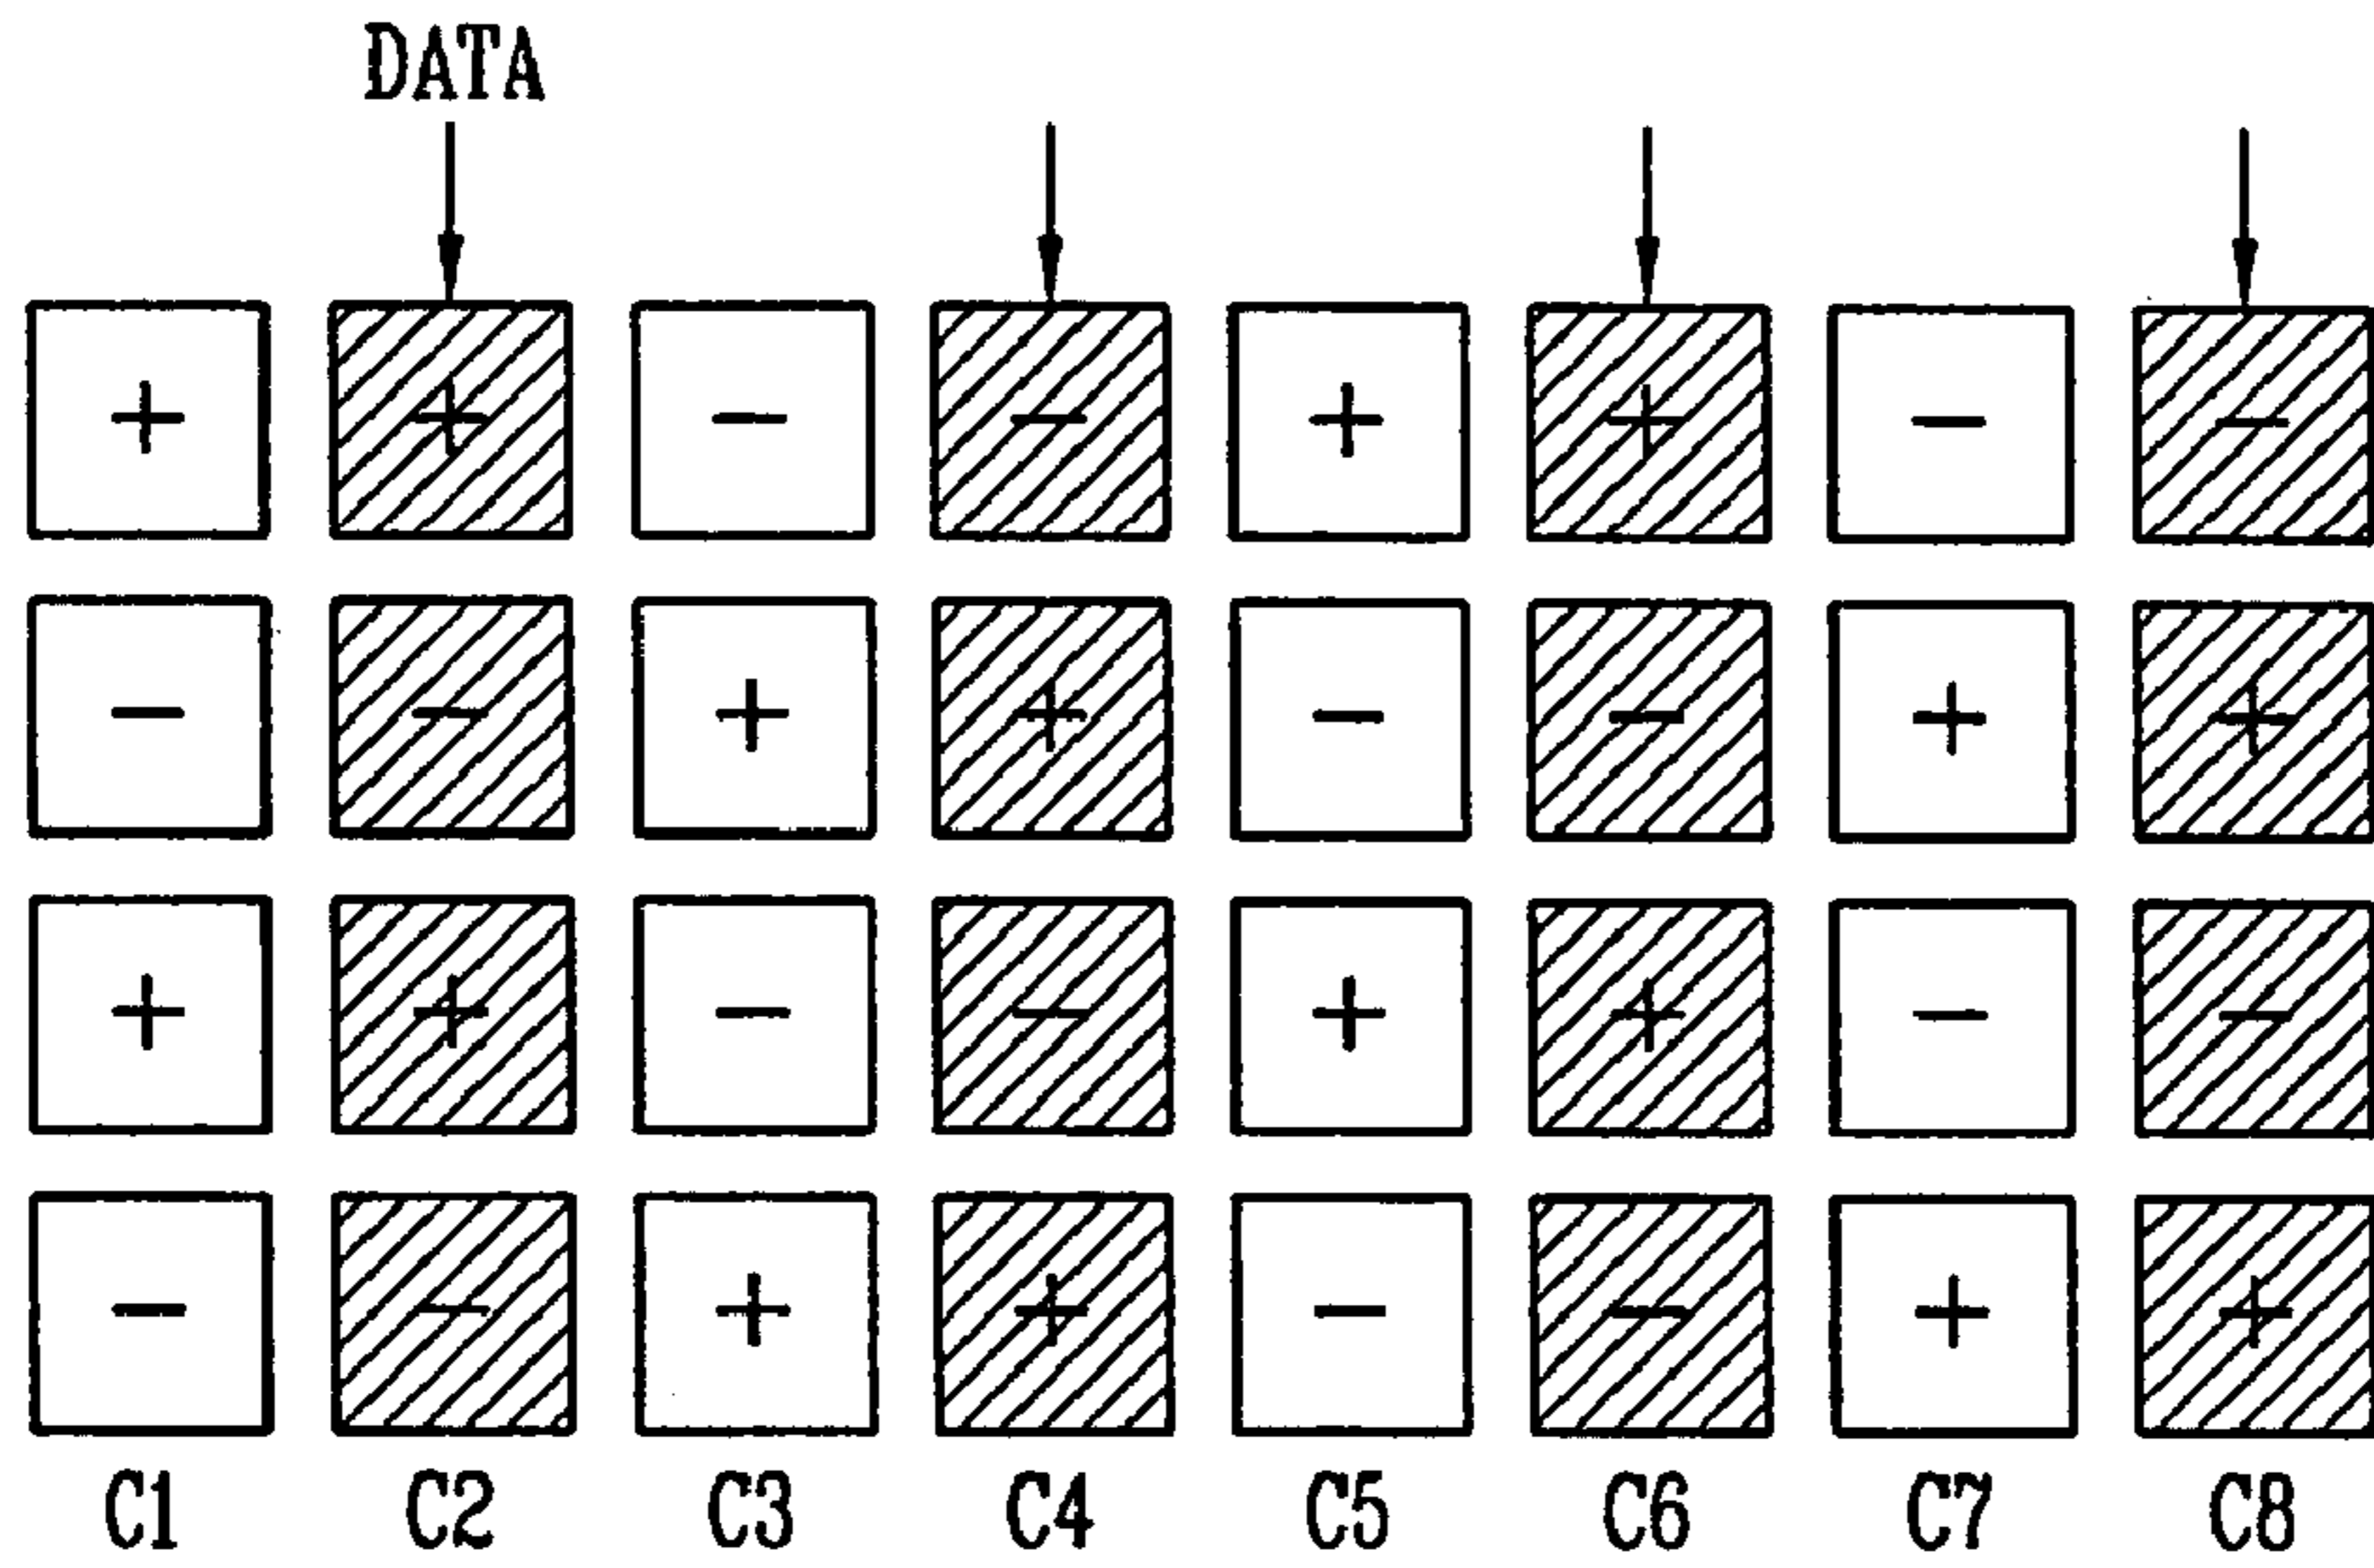 DATA
+ + − − + + − −
− − + + − − + +
+ + − − + + − −
− − + + − − + +
C1 C2 C3 C4 C5 C6 C7 C8